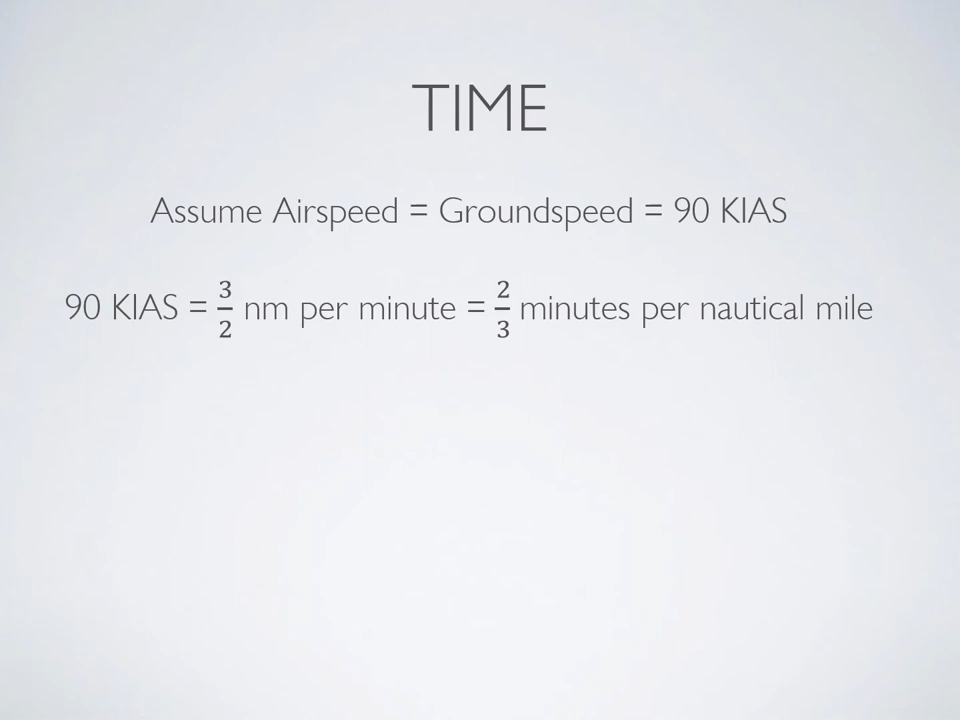 TIME
Assume Airspeed = Groundspeed = 90 KIAS
90 KIAS = 3/2 nm per minute = 2/3 minutes per nautical mile